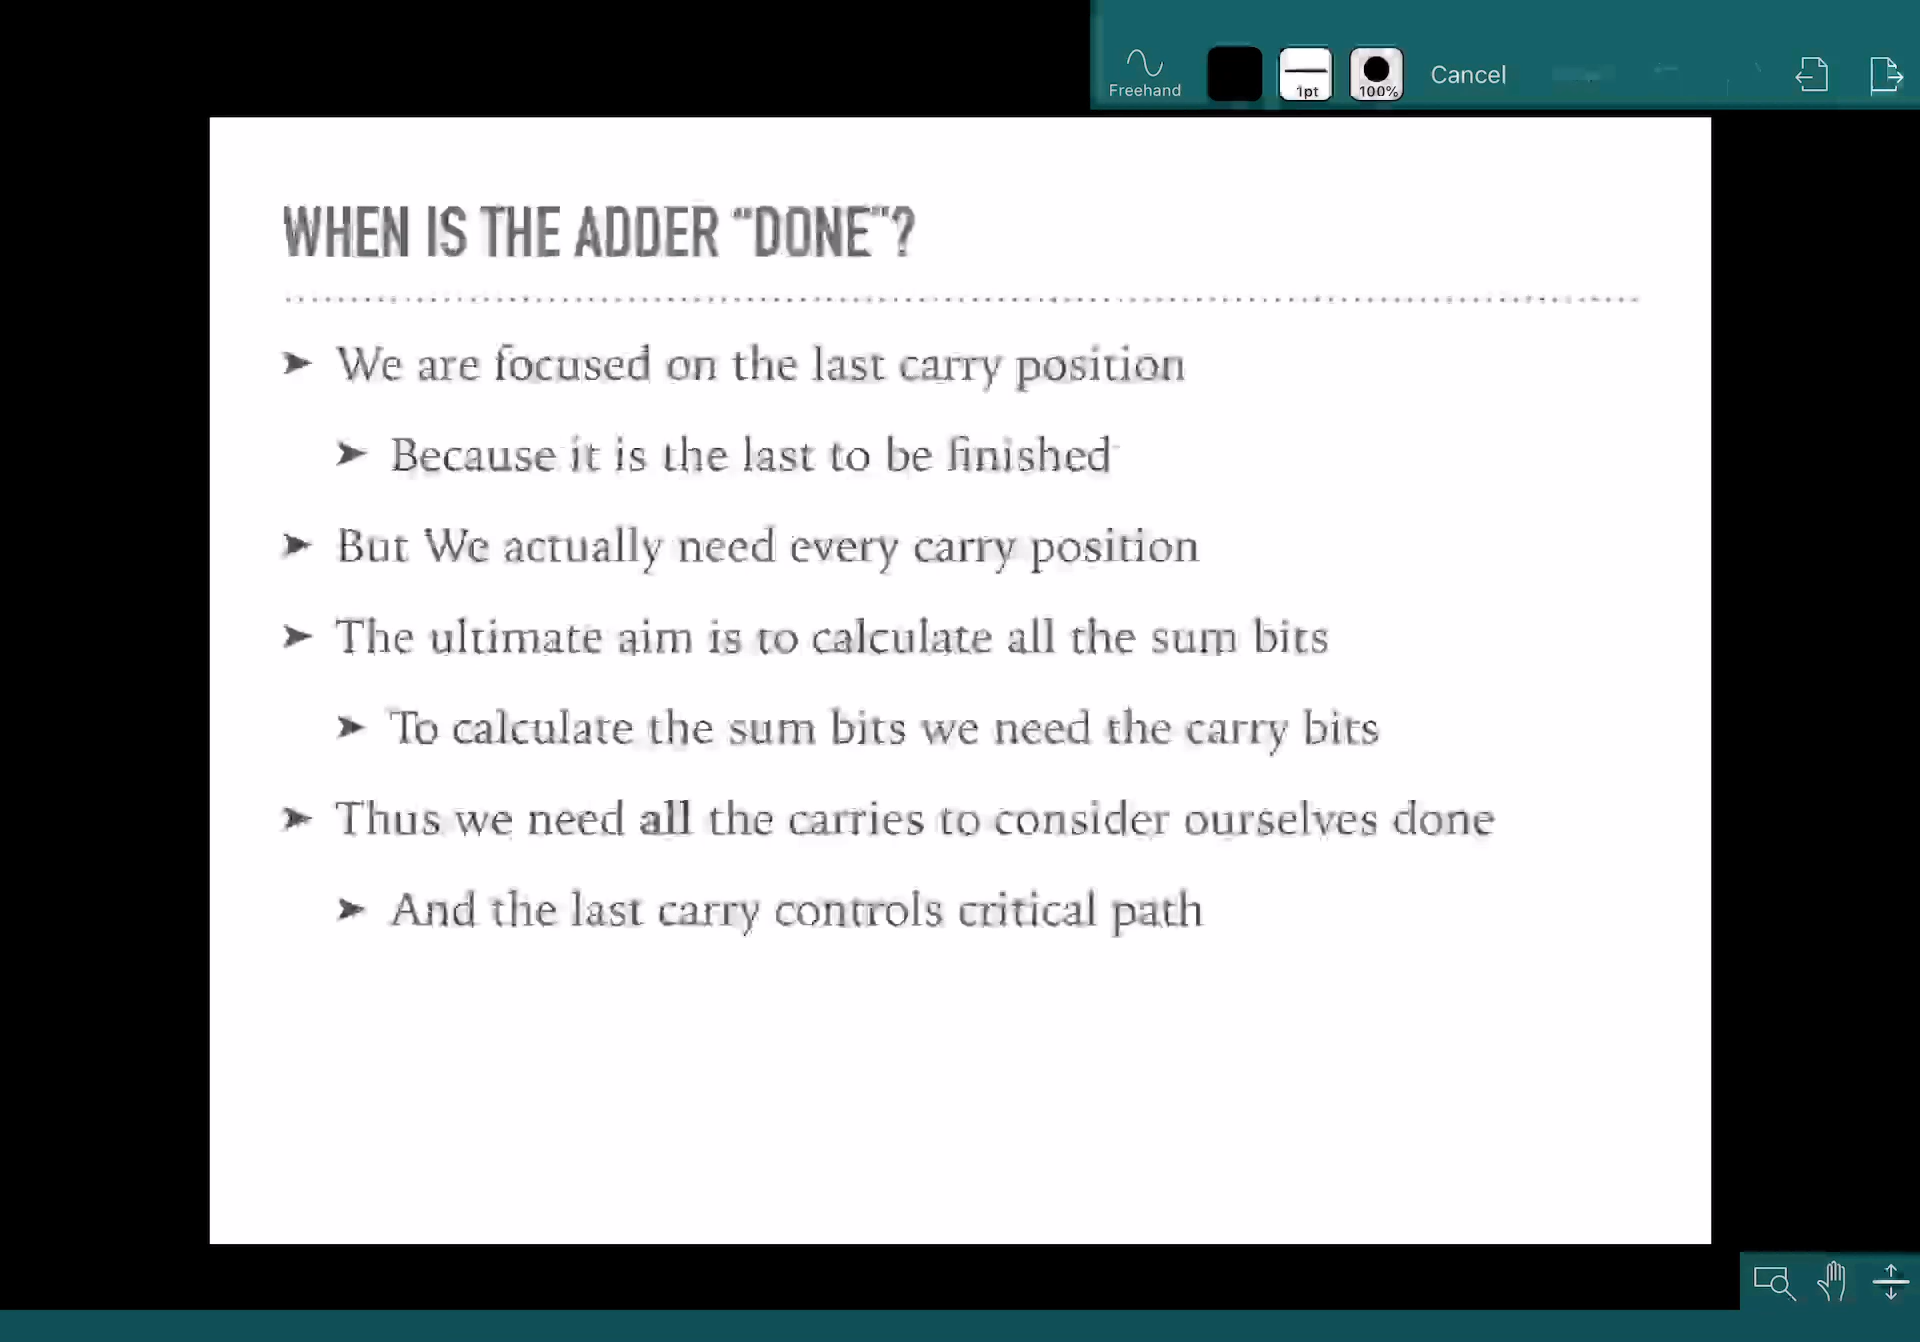 Freehand
1pt
100%
Cancel
WHEN IS THE ADDER “DONE”?
➤ We are focused on the last carry position
➤ Because it is the last to be finished
➤ But We actually need every carry position
➤ The ultimate aim is to calculate all the sum bits
➤ To calculate the sum bits we need the carry bits
➤ Thus we need all the carries to consider ourselves done
➤ And the last carry controls critical path